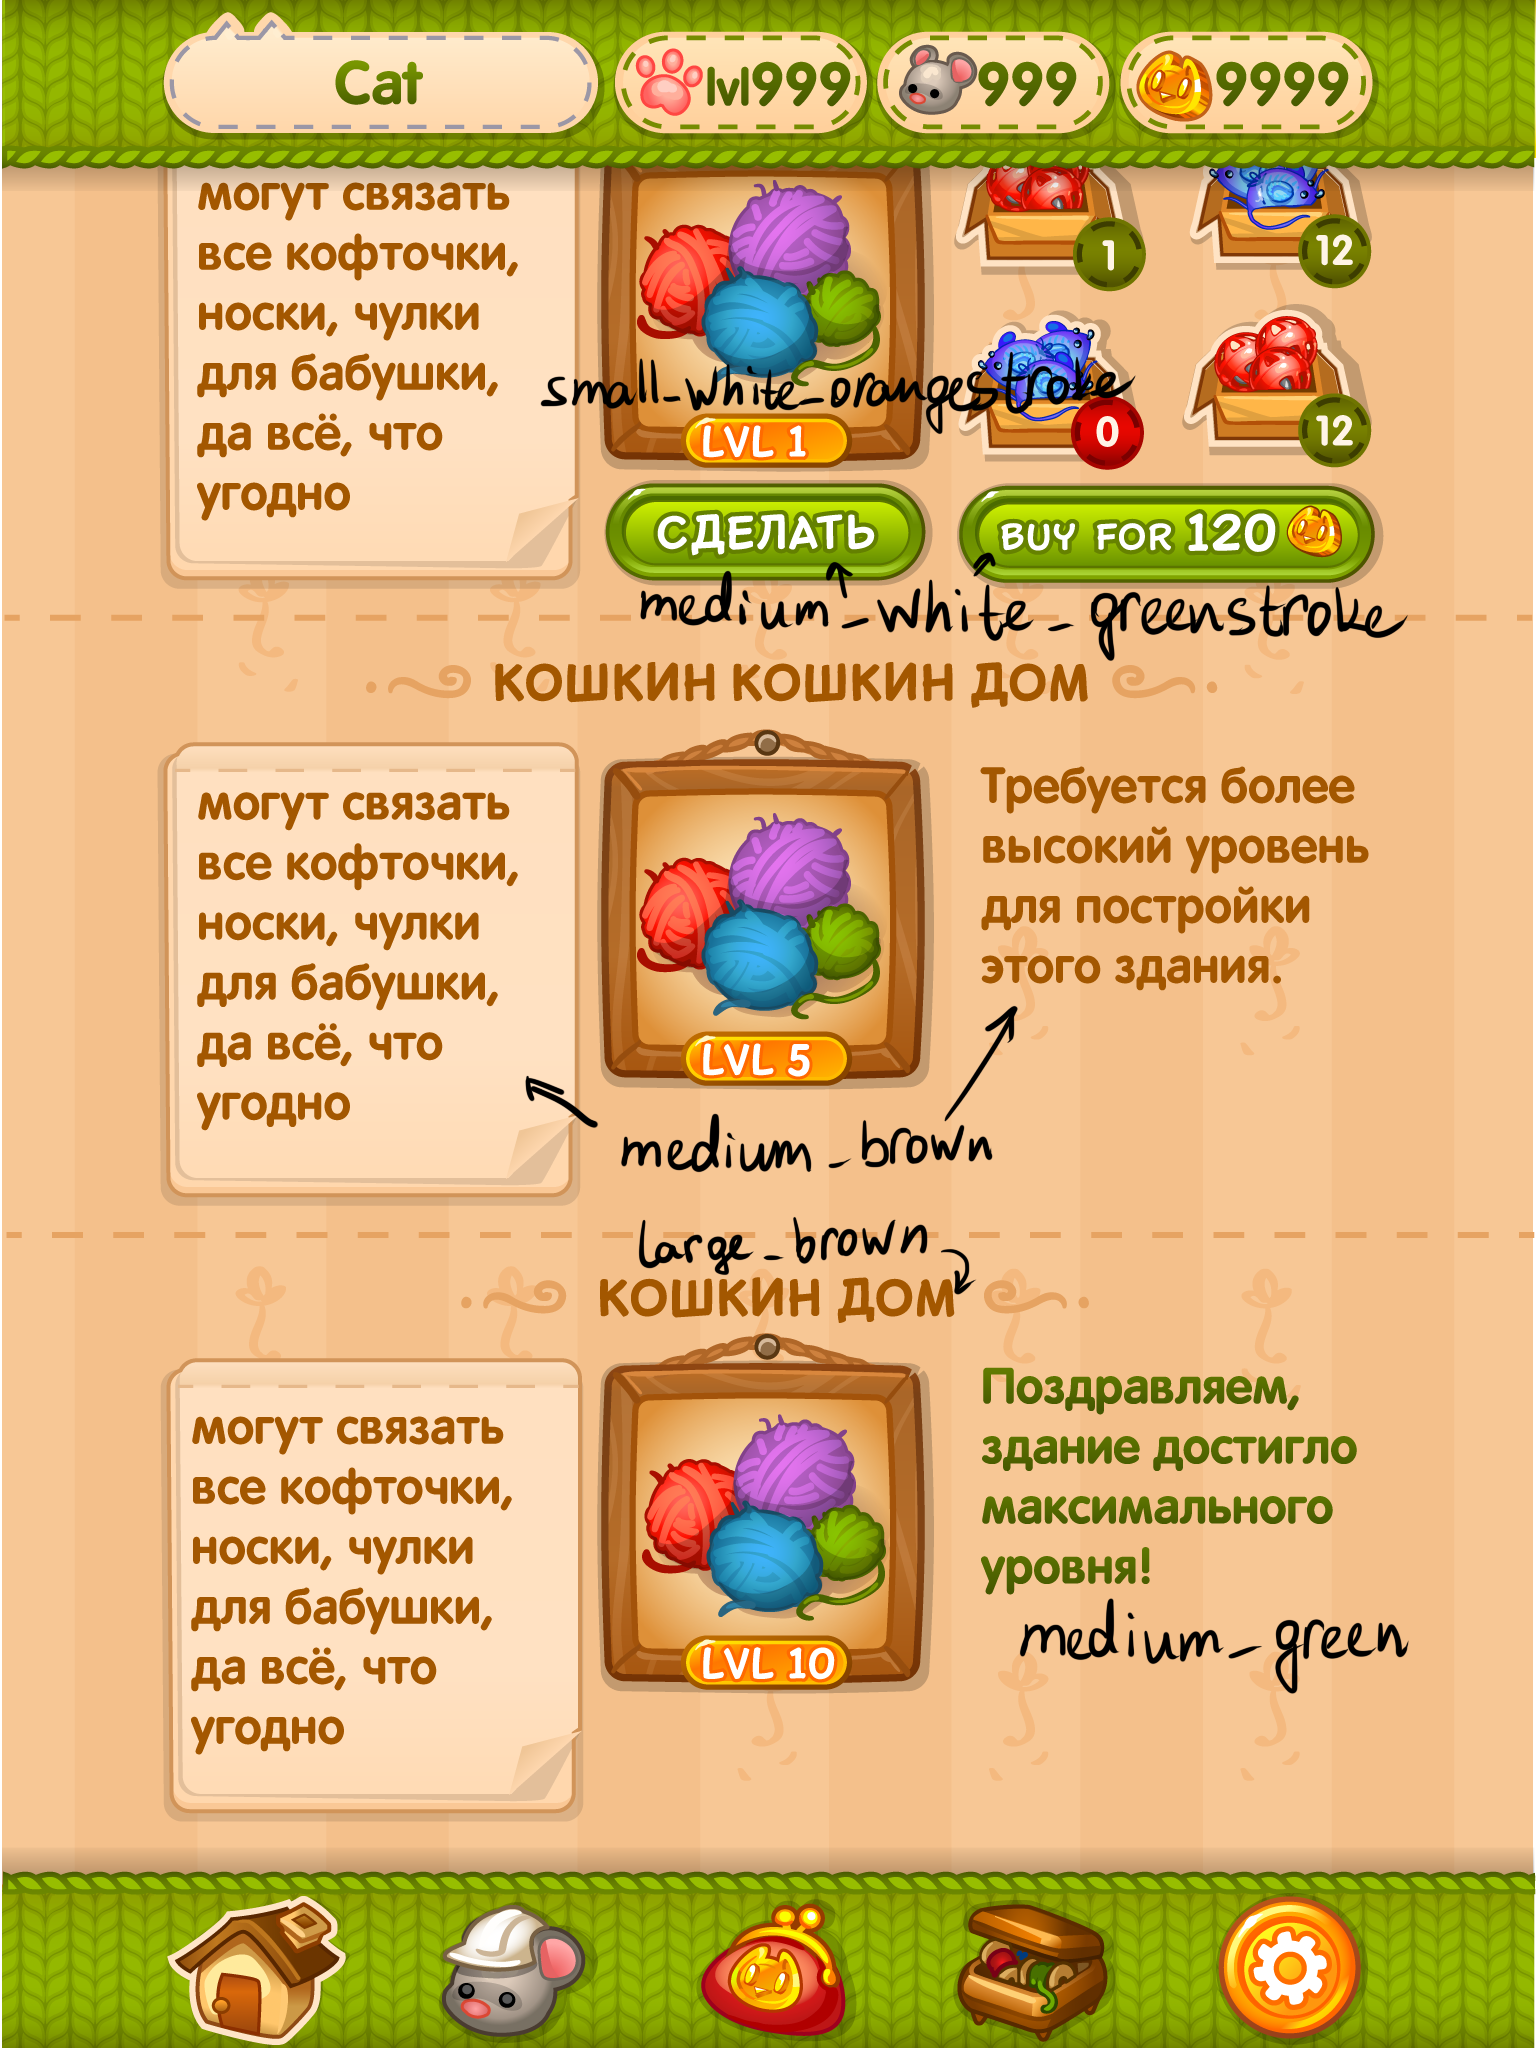 Cat
lvl999
999
9999
могут связать
все кофточки,
носки, чулки
для бабушки,
да всё, что
угодно
1
12
0
12
small_white_orangestroke
LVL 1
СДЕЛАТЬ
BUY FOR 120
medium_white_greenstroke
КОШКИН КОШКИН ДОМ
могут связать
все кофточки,
носки, чулки
для бабушки,
да всё, что
угодно
LVL 5
Требуется более
высокий уровень
для постройки
этого здания.
medium_brown
large_brown
КОШКИН ДОМ
могут связать
все кофточки,
носки, чулки
для бабушки,
да всё, что
угодно
LVL 10
Поздравляем,
здание достигло
максимального
уровня!
medium_green